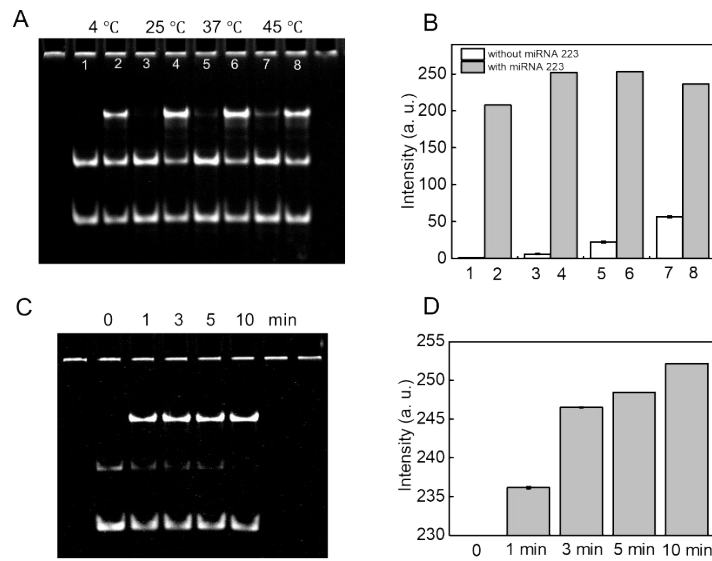 A
4 °C 25 °C 37 °C 45 °C
1 2 3 4 5 6 7 8
B
without miRNA 223
with miRNA 223
Intensity (a. u.)
250
200
150
100
50
0
1 2 3 4 5 6 7 8
C
0 1 3 5 10 min
D
Intensity (a. u.)
255
250
245
240
235
230
0 1 min 3 min 5 min 10 min